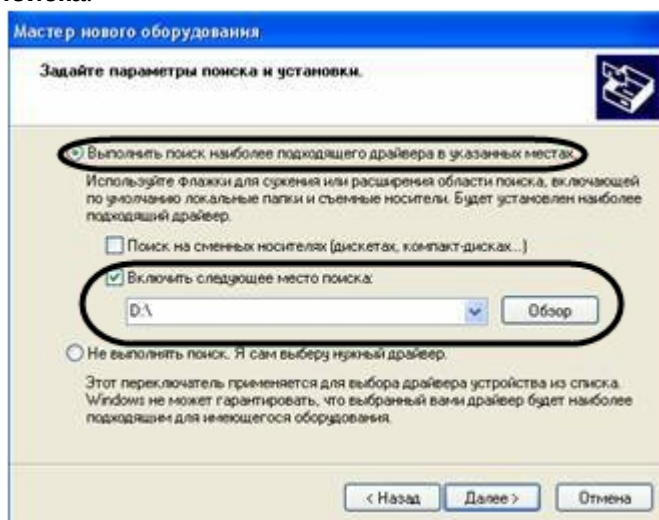 Мастер нового оборудования
Задайте параметры поиска и установки.
Выполнить поиск наиболее подходящего драйвера в указанных местах.
Используйте флажки для сужения или расширения области поиска, включающей
по умолчанию локальные папки и съемные носители. Будет установлен наиболее
подходящий драйвер.
Поиск на сменных носителях (дискетах, компакт-дисках...)
Включить следующее место поиска:
D:\
Обзор
Не выполнять поиск. Я сам выберу нужный драйвер.
Этот переключатель применяется для выбора драйвера устройства из списка.
Windows не может гарантировать, что выбранный вами драйвер будет наиболее
подходящим для имеющегося оборудования.
< Назад
Далее >
Отмена